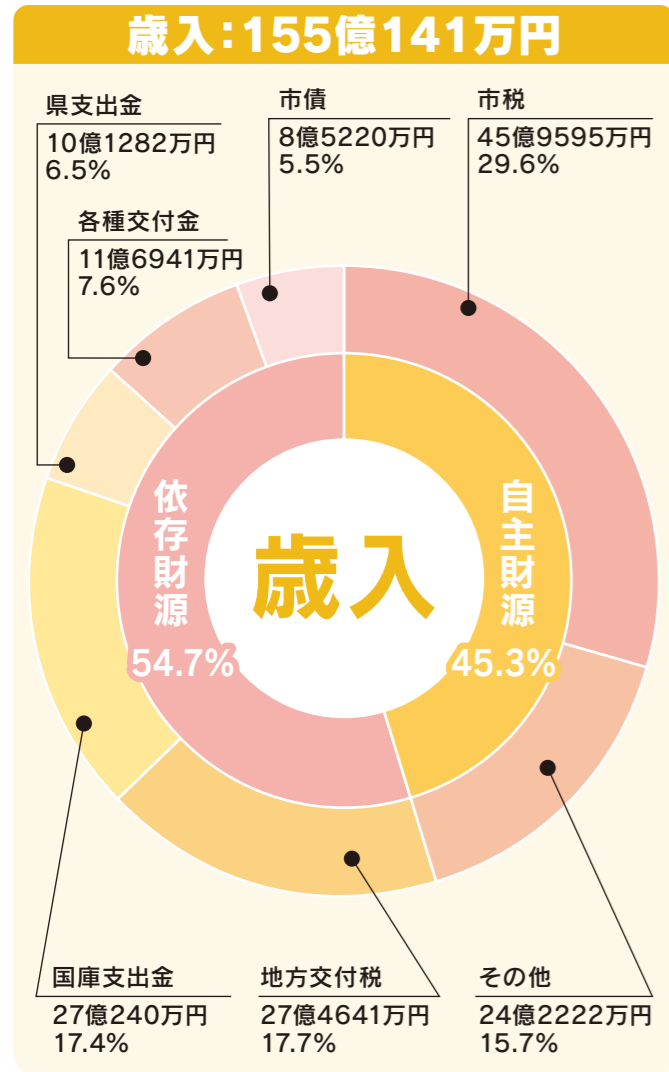 歳入：155億141万円
県支出金
10億1282万円
6.5%
市債
8億5220万円
5.5%
市税
45億9595万円
29.6%
各種交付金
11億6941万円
7.6%
依存財源
54.7%
歳入
自主財源
45.3%
国庫支出金
27億240万円
17.4%
地方交付税
27億4641万円
17.7%
その他
24億2222万円
15.7%